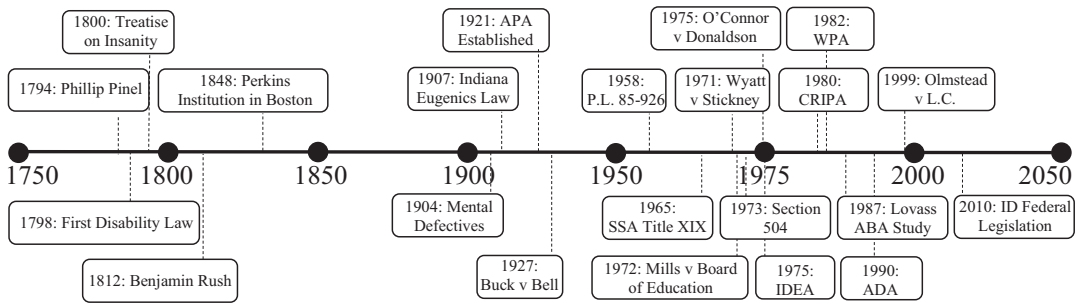 1800: Treatise
on Insanity
1921: APA
Established
1975: O’Connor
v Donaldson
1982:
WPA
1794: Phillip Pinel
1848: Perkins
Institution in Boston
1907: Indiana
Eugenics Law
1958:
P.L. 85-926
1971: Wyatt
v Stickney
1980:
CRIPA
1999: Olmstead
v L.C.
1750
1800
1850
1900
1950
1975
2000
2050
1798: First Disability Law
1904: Mental
Defectives
1965:
SSA Title XIX
1973: Section
504
1987: Lovass
ABA Study
2010: ID Federal
Legislation
1812: Benjamin Rush
1927:
Buck v Bell
1972: Mills v Board
of Education
1975:
IDEA
1990:
ADA